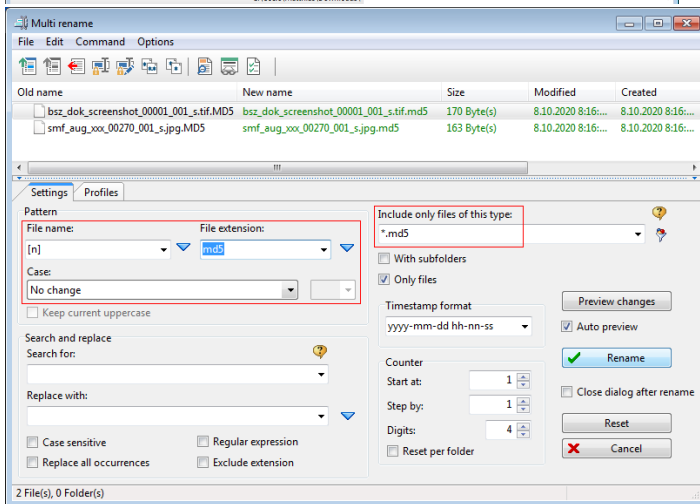 Multi rename
File Edit Command Options
Old name New name Size Modified Created
bsz_dok_screenshot_00001_001_s.tif.MD5 bsz_dok_screenshot_00001_001_s.tif.md5 170 Byte(s) 8.10.2020 8:16:... 8.10.2020 8:16:...
smf_aug_xxx_00270_001_s.jpg.MD5 smf_aug_xxx_00270_001_s.jpg.md5 163 Byte(s) 8.10.2020 8:16:... 8.10.2020 8:16:...
Settings Profiles
Pattern
File name: File extension:
[n] md5
Case:
No change
Keep current uppercase
Search and replace
Search for:
Replace with:
Case sensitive Regular expression
Replace all occurrences Exclude extension
Include only files of this type:
*.md5
With subfolders
Only files
Timestamp format
yyyy-mm-dd hh-nn-ss
Counter
Start at: 1
Step by: 1
Digits: 4
Reset per folder
Preview changes
Auto preview
Rename
Close dialog after rename
Reset
Cancel
2 File(s), 0 Folder(s)